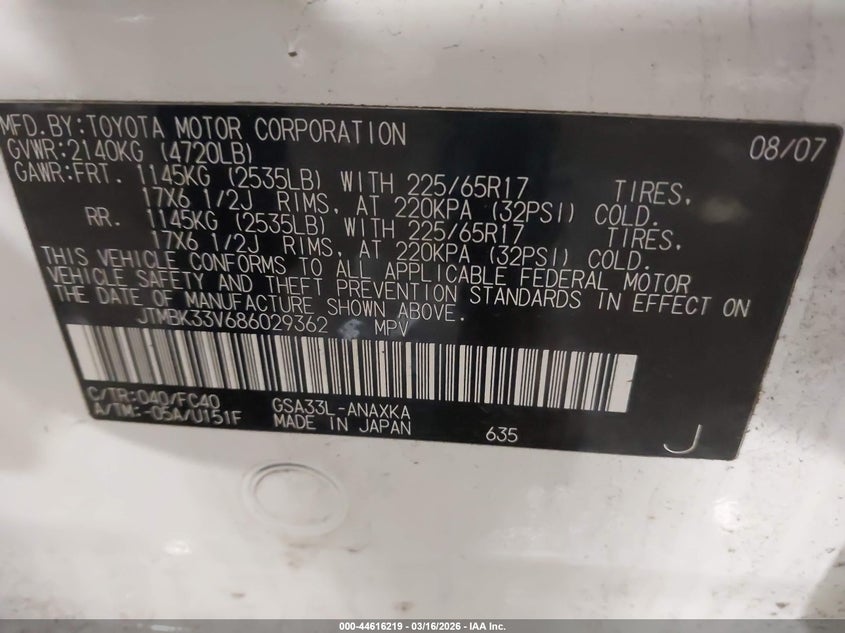 MFD.BY:TOYOTA MOTOR CORPORATION 08/07
GVWR:2140KG (4720LB)
GAWR:FRT. 1145KG (2535LB) WITH 225/65R17 TIRES,
17X6 1/2J RIMS, AT 220KPA (32PSI) COLD.
RR. 1145KG (2535LB) WITH 225/65R17 TIRES,
17X6 1/2J RIMS, AT 220KPA (32PSI) COLD.
THIS VEHICLE CONFORMS TO ALL APPLICABLE FEDERAL MOTOR
VEHICLE SAFETY AND THEFT PREVENTION STANDARDS IN EFFECT ON
THE DATE OF MANUFACTURE SHOWN ABOVE.
JTMBK33V686029362 MPV
C/TR:040/FC40 GSA33L-ANAXKA
A/TM:-05A/U151F MADE IN JAPAN 635 J
000-44616219 - 03/16/2026 - IAA Inc.